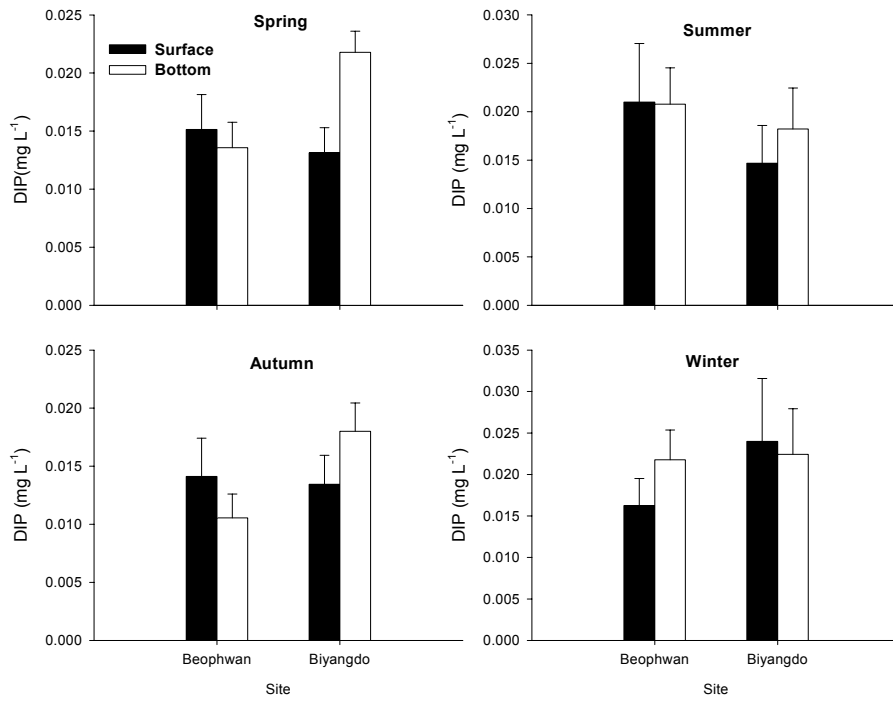 Spring
Surface
Bottom
DIP(mg L-1)
0.025
0.020
0.015
0.010
0.005
0.000
Summer
DIP (mg L-1)
0.030
0.025
0.020
0.015
0.010
0.005
0.000
Autumn
DIP (mg L-1)
0.025
0.020
0.015
0.010
0.005
0.000
Beophwan Biyangdo
Site
Winter
DIP (mg L-1)
0.035
0.030
0.025
0.020
0.015
0.010
0.005
0.000
Beophwan Biyangdo
Site